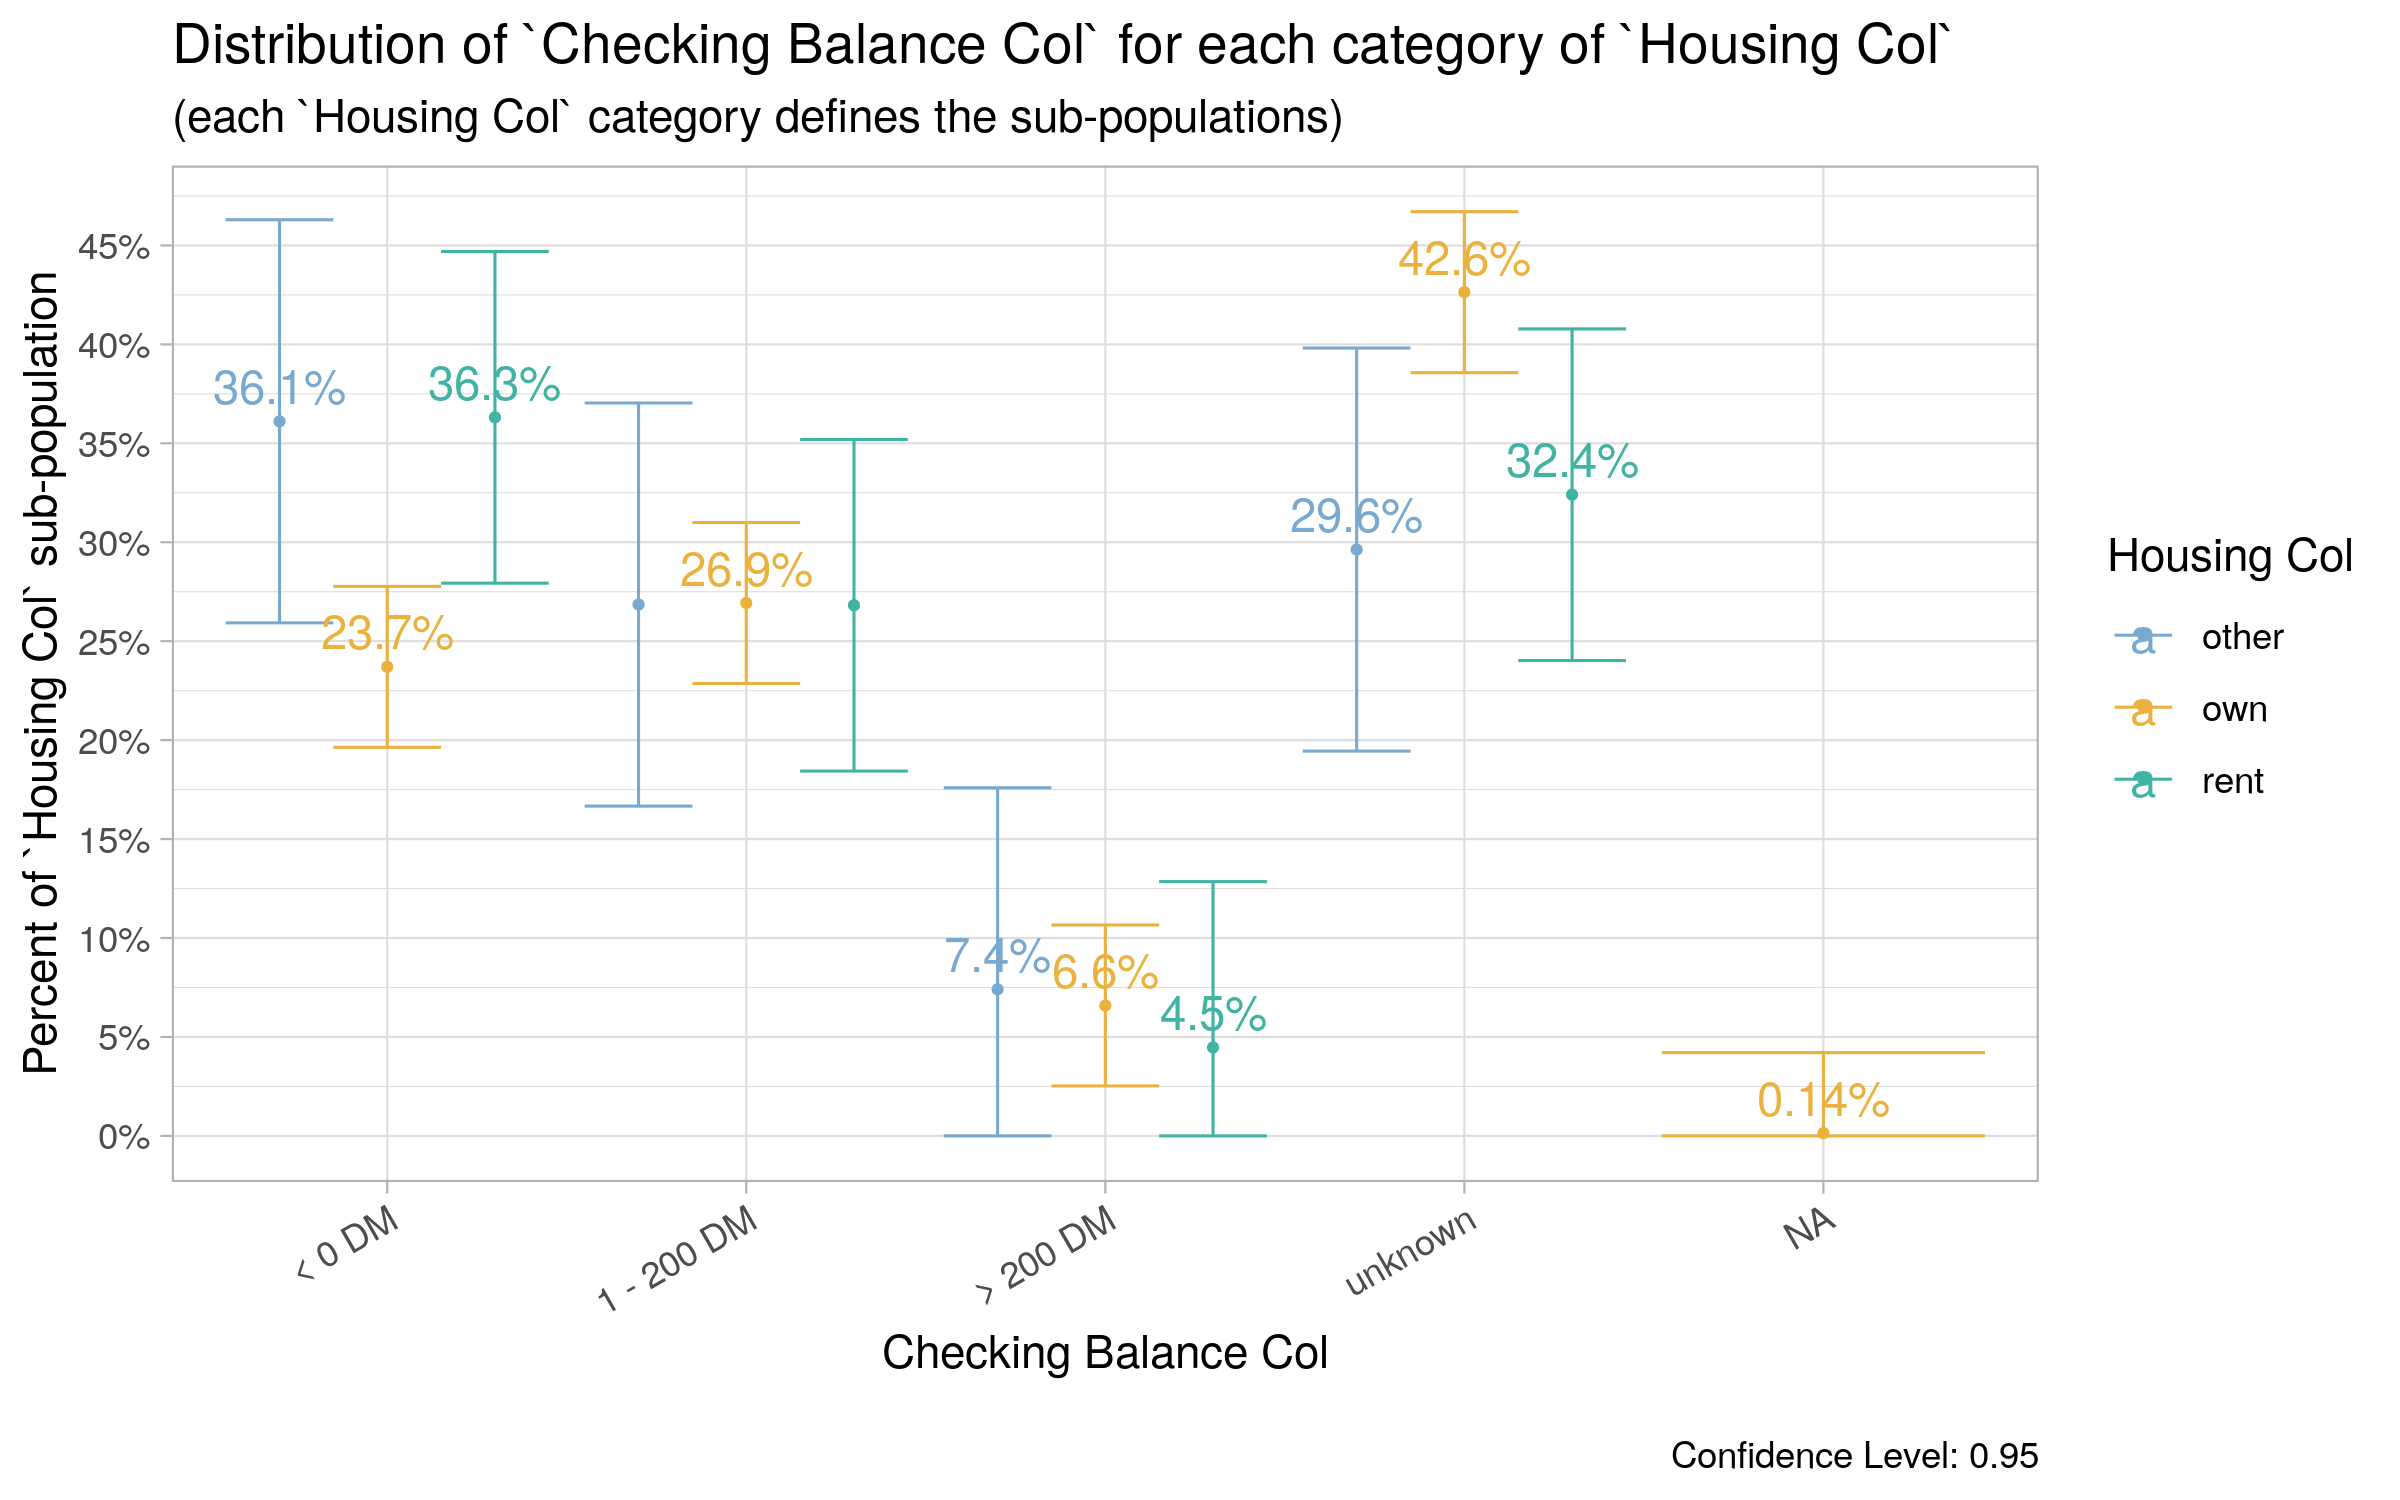 Distribution of `Checking Balance Col` for each category of `Housing Col`
(each `Housing Col` category defines the sub-populations)
Percent of `Housing Col` sub-population
45%
40%
35%
30%
25%
20%
15%
10%
5%
0%
36.1%
23.7%
36.3%
26.9%
7.4%
6.6%
4.5%
29.6%
42.6%
32.4%
0.14%
< 0 DM
1 - 200 DM
> 200 DM
unknown
NA
Checking Balance Col
Housing Col
a other
a own
a rent
Confidence Level: 0.95